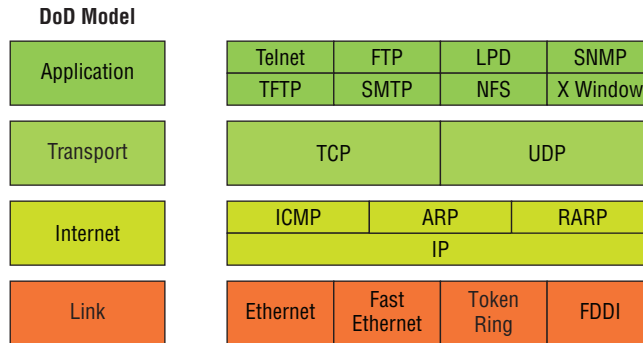 DoD Model
Application
Telnet FTP LPD SNMP
TFTP SMTP NFS X Window
Transport
TCP UDP
Internet
ICMP ARP RARP
IP
Link
Ethernet Fast Ethernet Token Ring FDDI